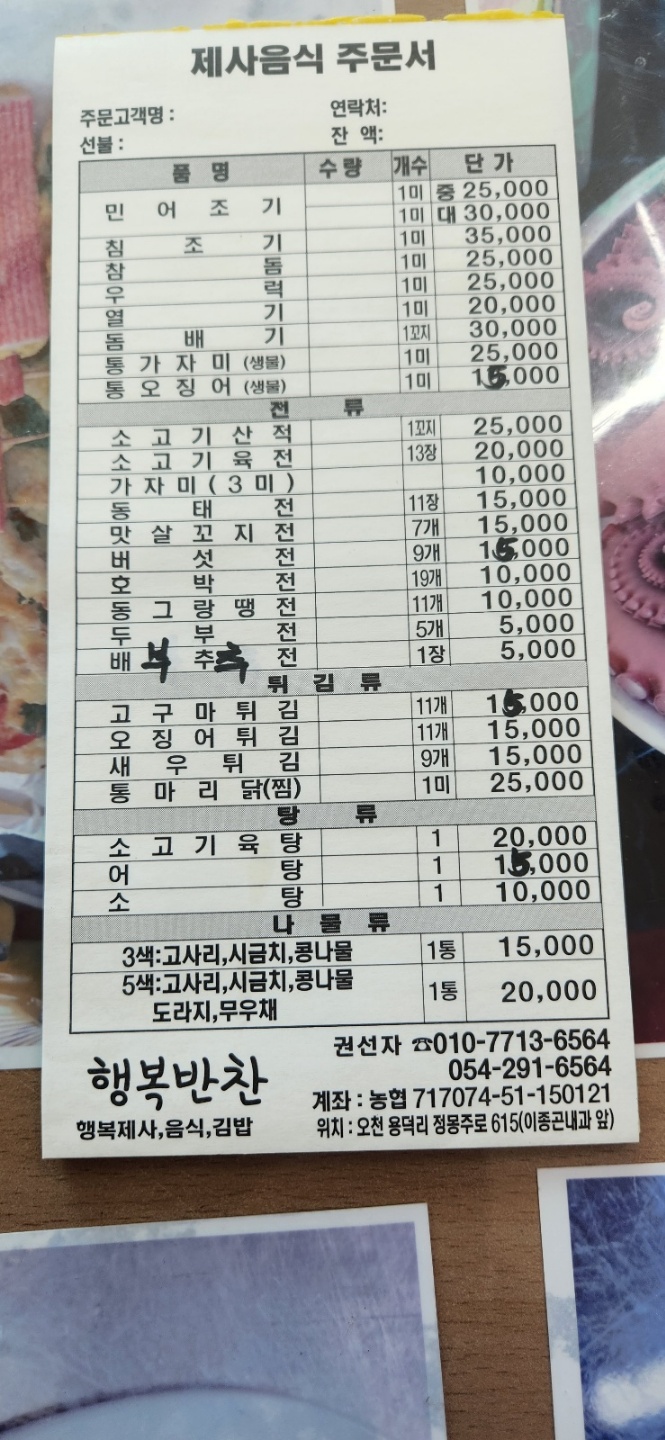 제사음식 주문서
주문고객명 : 연락처:
선불 : 잔 액:
품 명 수 량 개수 단 가
민 어 조 기 1미 중 25,000
1미 대 30,000
침 조 기 1미 35,000
참 돔 1미 25,000
우 럭 1미 25,000
열 기 1미 20,000
돔 배 기 1꼬지 30,000
통 가 자 미 (생물) 1미 25,000
통 오 징 어 (생물) 1미 15,000
전 류
소 고 기 산 적 1꼬지 25,000
소 고 기 육 전 13장 20,000
가 자 미 ( 3 미 ) 10,000
동 태 전 11장 15,000
맛 살 꼬 지 전 7개 15,000
버 섯 전 9개 15,000
호 박 전 19개 10,000
동 그 랑 땡 전 11개 10,000
두 부 전 5개 5,000
배 부 추 추 전 1장 5,000
튀 김 류
고 구 마 튀 김 11개 15,000
오 징 어 튀 김 11개 15,000
새 우 튀 김 9개 15,000
통 마 리 닭(찜) 1미 25,000
탕 류
소 고 기 육 탕 1 20,000
어 탕 1 15,000
소 탕 1 10,000
나 물 류
3색:고사리,시금치,콩나물 1통 15,000
5색:고사리,시금치,콩나물
도라지,무우채 1통 20,000
권선자 ☎010-7713-6564
054-291-6564
행복반찬
계좌 : 농협 717074-51-150121
행복제사,음식,김밥
위치 : 오천 용덕리 정몽주로 615(이종곤내과 앞)